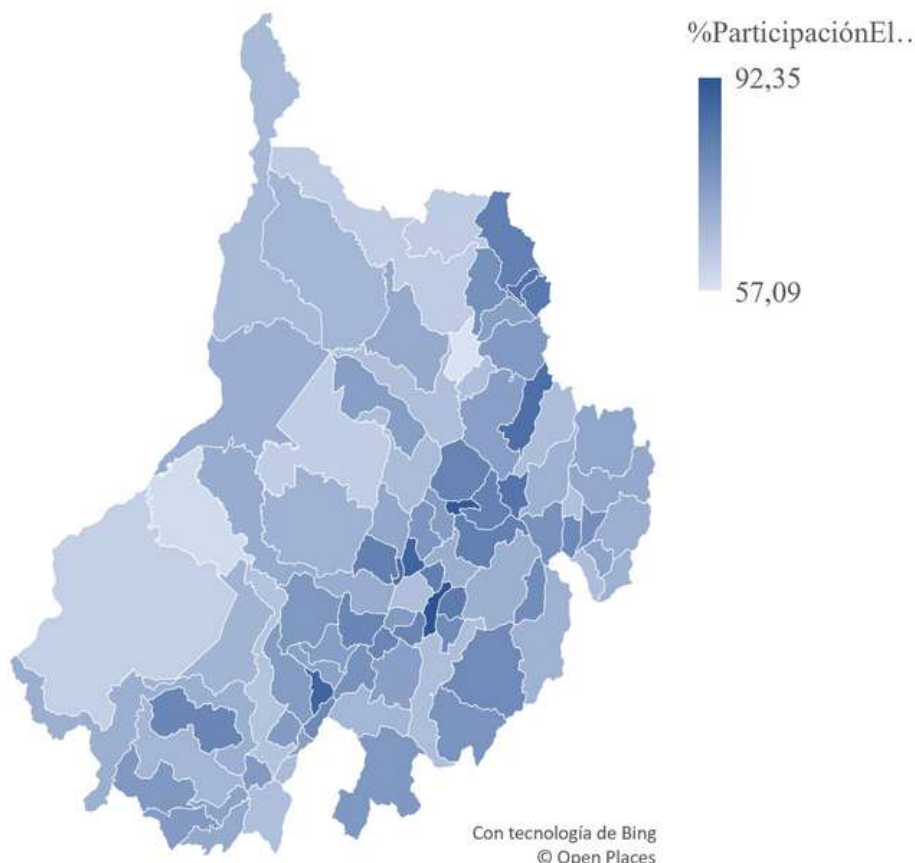 %ParticipaciónEl...
92,35
57,09
Con tecnología de Bing
© Open Places